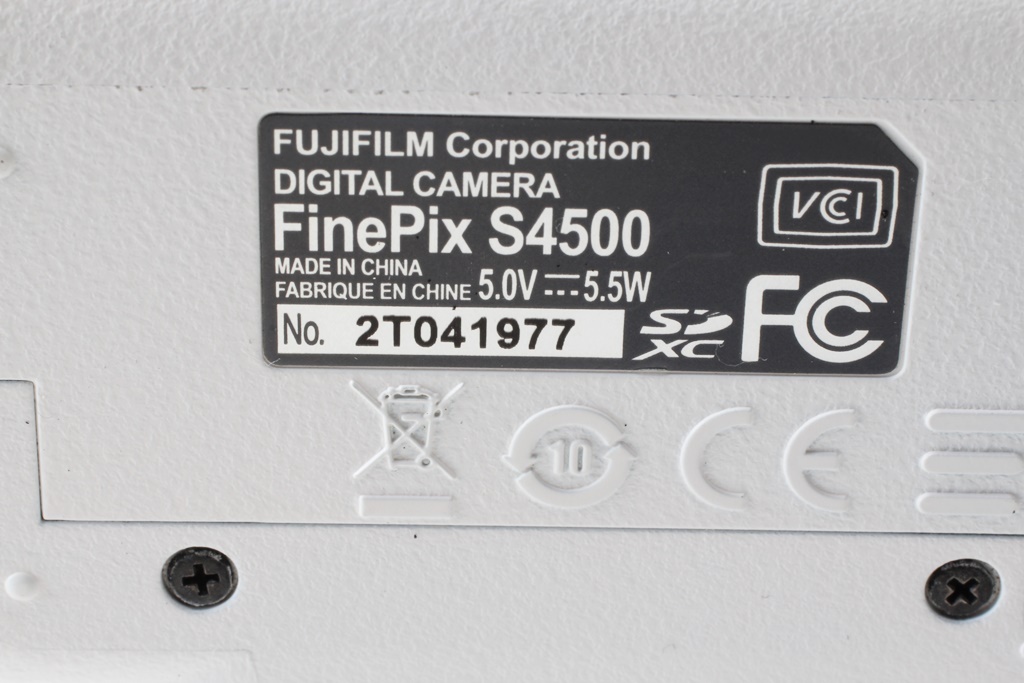 FUJIFILM Corporation
DIGITAL CAMERA
FinePix S4500
MADE IN CHINA
FABRIQUE EN CHINE 5.0V ⎓ 5.5W
No. 2T041977
SD
XC
FC
VCCI
10
CE